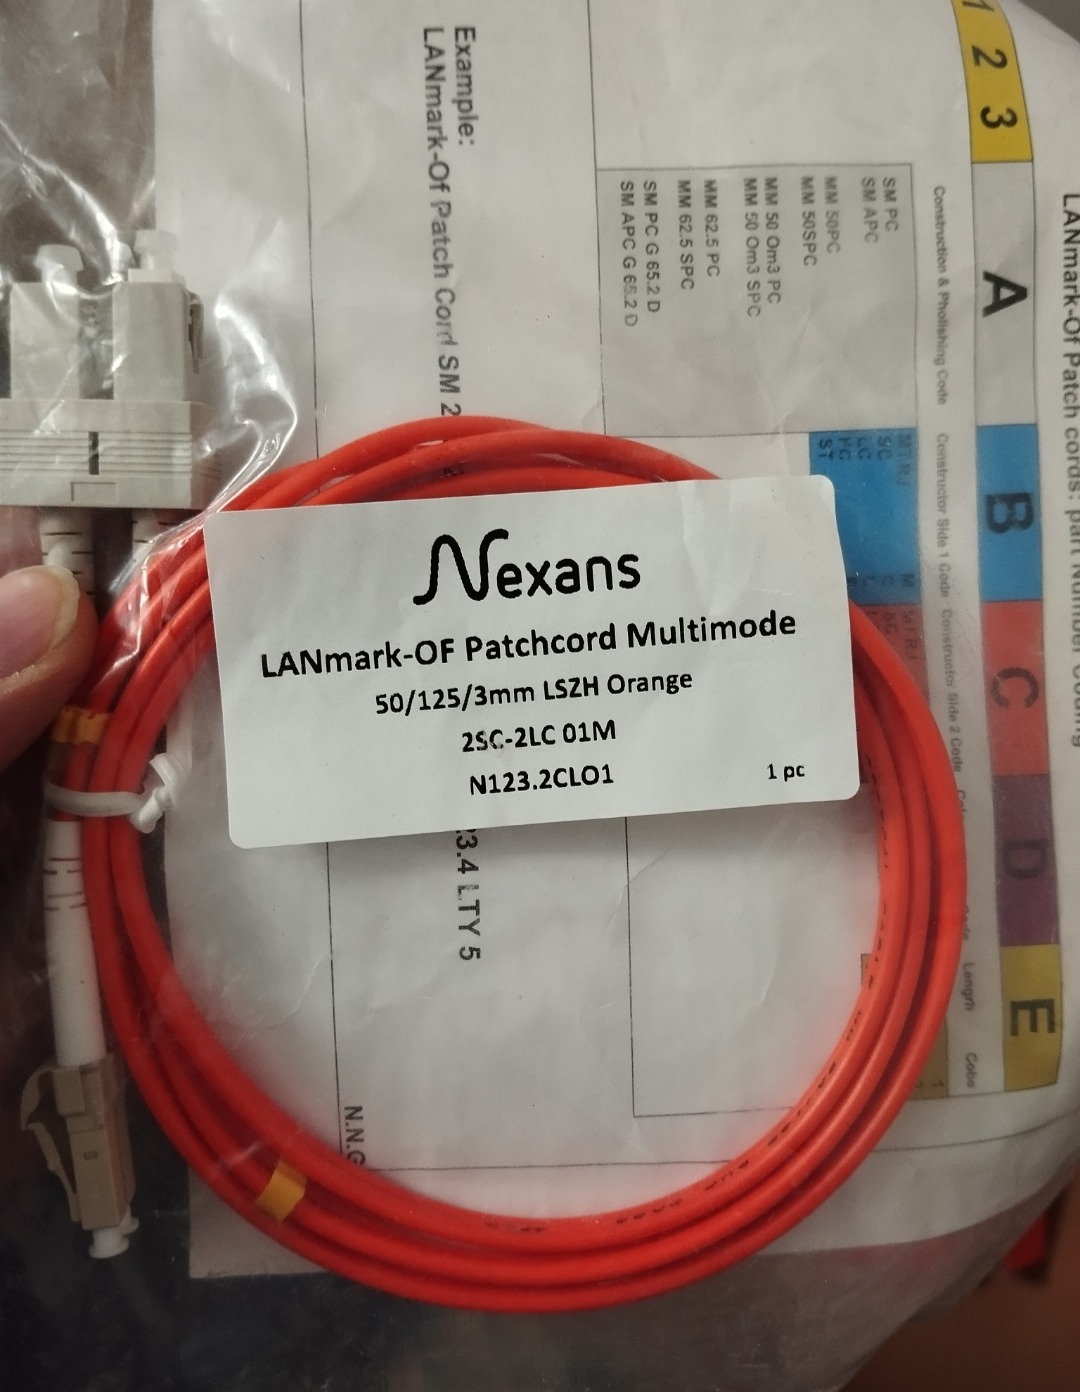 Nexans
LANmark-OF Patchcord Multimode
50/125/3mm LSZH Orange
2SC-2LC 01M
N123.2CLO1
1 pc
LANmark-Of Patch cords: part Number Coding
1 2 3
A
B
C
D
E
Construction & Pholishing Code
Constructor Side 1 Code
Constructor Side 2 Code
Length
Code
SM PC
SM APC
MM 50PC
MM 50SPC
MM 50 Om3 PC
MM 50 Om3 SPC
MM 62.5 PC
MM 62.5 SPC
SM PC G 65.2 D
SM APC G 65.2 D
MTRJ
SC
LC
FC
ST
Example:
LANmark-Of Patch Cord SM 2
3.4 LTY 5
N.N.G